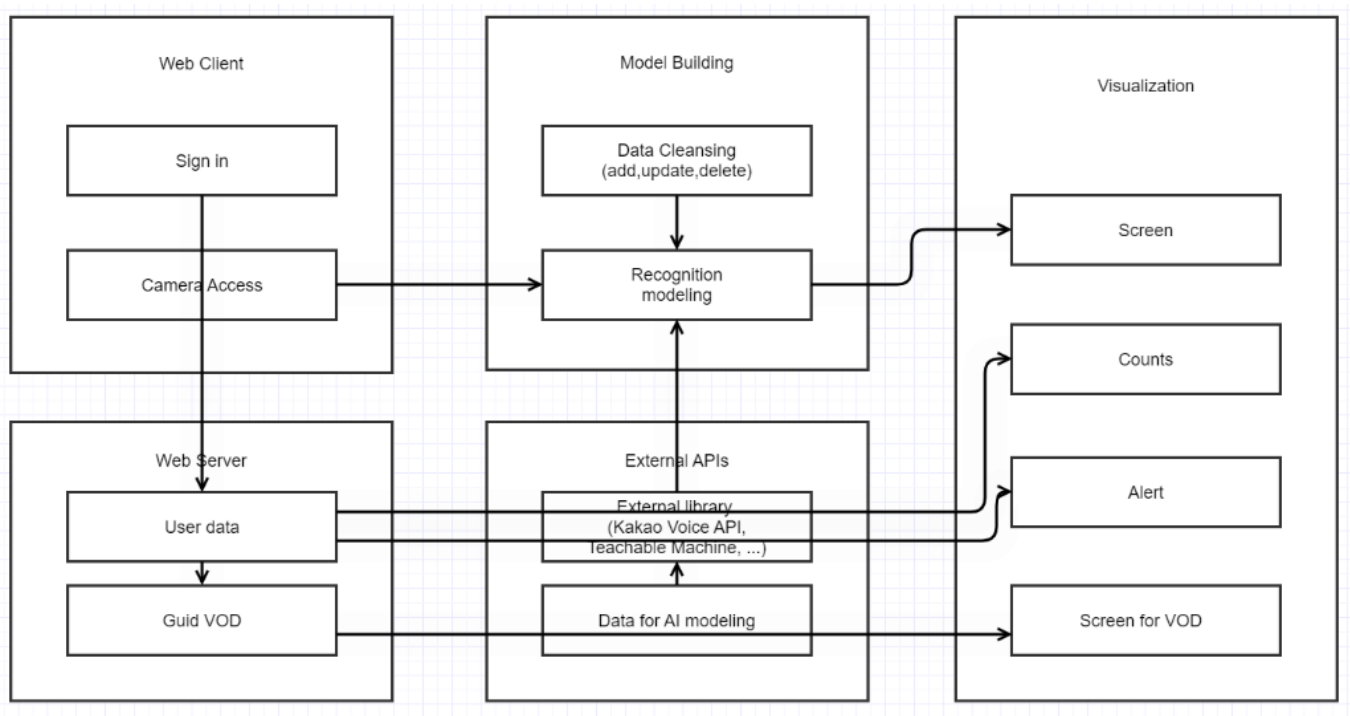 Web Client
Sign in
Camera Access
Model Building
Data Cleansing
(add,update,delete)
Recognition
modeling
Visualization
Screen
Counts
Alert
Screen for VOD
Web Server
User data
Guid VOD
External APIs
External library
(Kakao Voice API,
Teachable Machine, ...)
Data for AI modeling